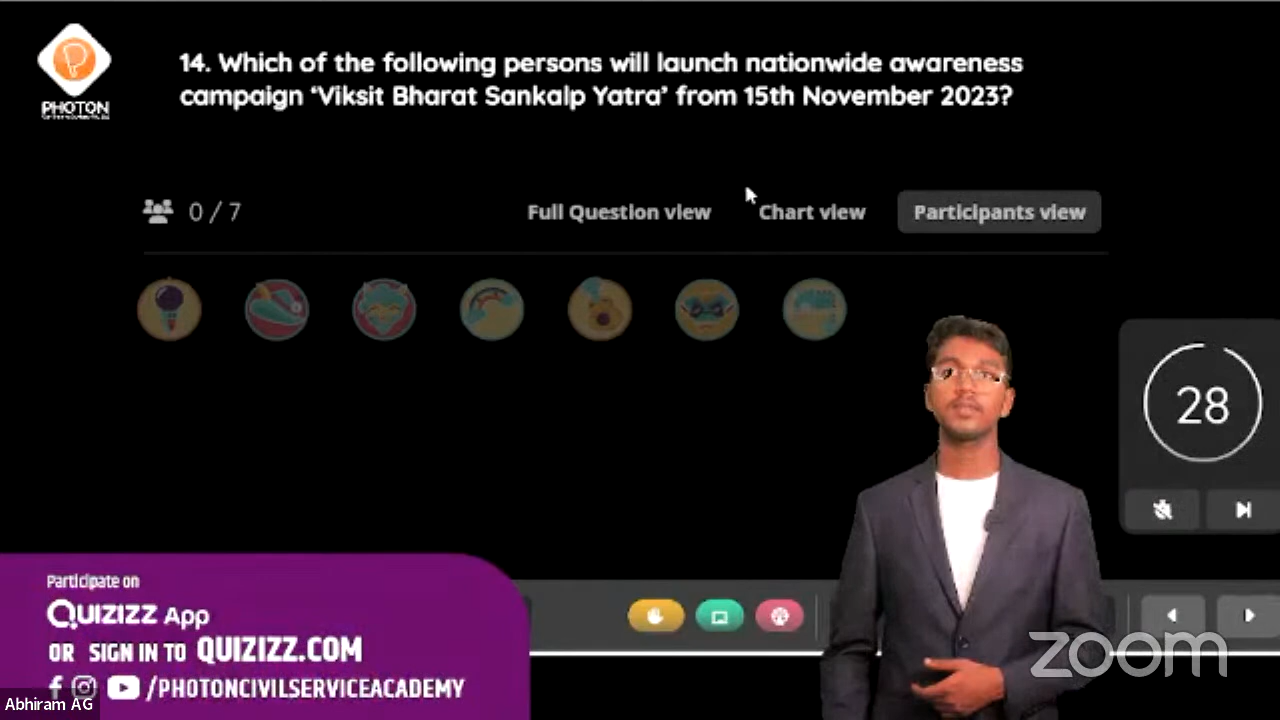 14. Which of the following persons will launch nationwide awareness
campaign ‘Viksit Bharat Sankalp Yatra’ from 15th November 2023?
PHOTON
0 / 7
Full Question view
Chart view
Participants view
28
Participate on
QUIZIZZ App
OR SIGN IN TO QUIZIZZ.COM
/PHOTONCIVILSERVICEACADEMY
Abhiram AG
zoom